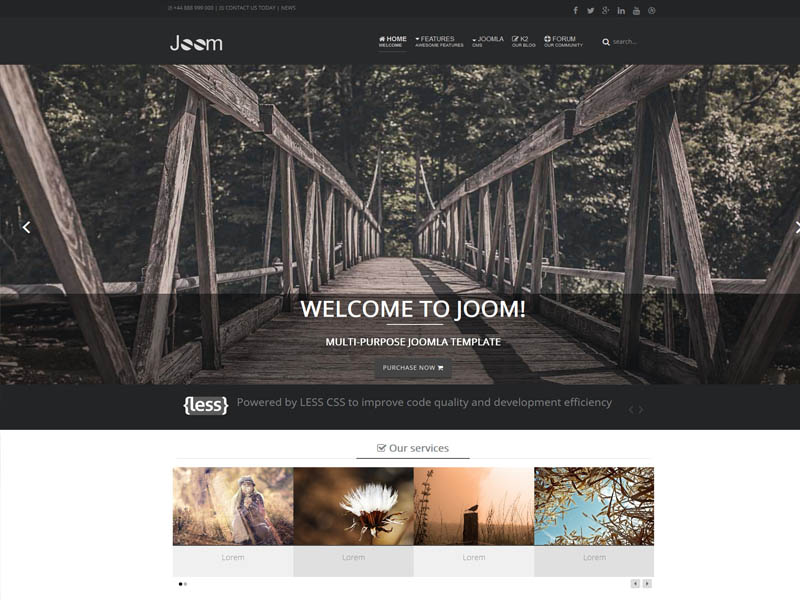 +44 888 999 000 | CONTACT US TODAY | NEWS
Joom
HOME FEATURES JOOMLA K2 FORUM search...
WELCOME AWESOME FEATURES CMS OUR BLOG OUR COMMUNITY
WELCOME TO JOOM!
MULTI-PURPOSE JOOMLA TEMPLATE
PURCHASE NOW
{less} Powered by LESS CSS to improve code quality and development efficiency
Our services
Lorem Lorem Lorem Lorem